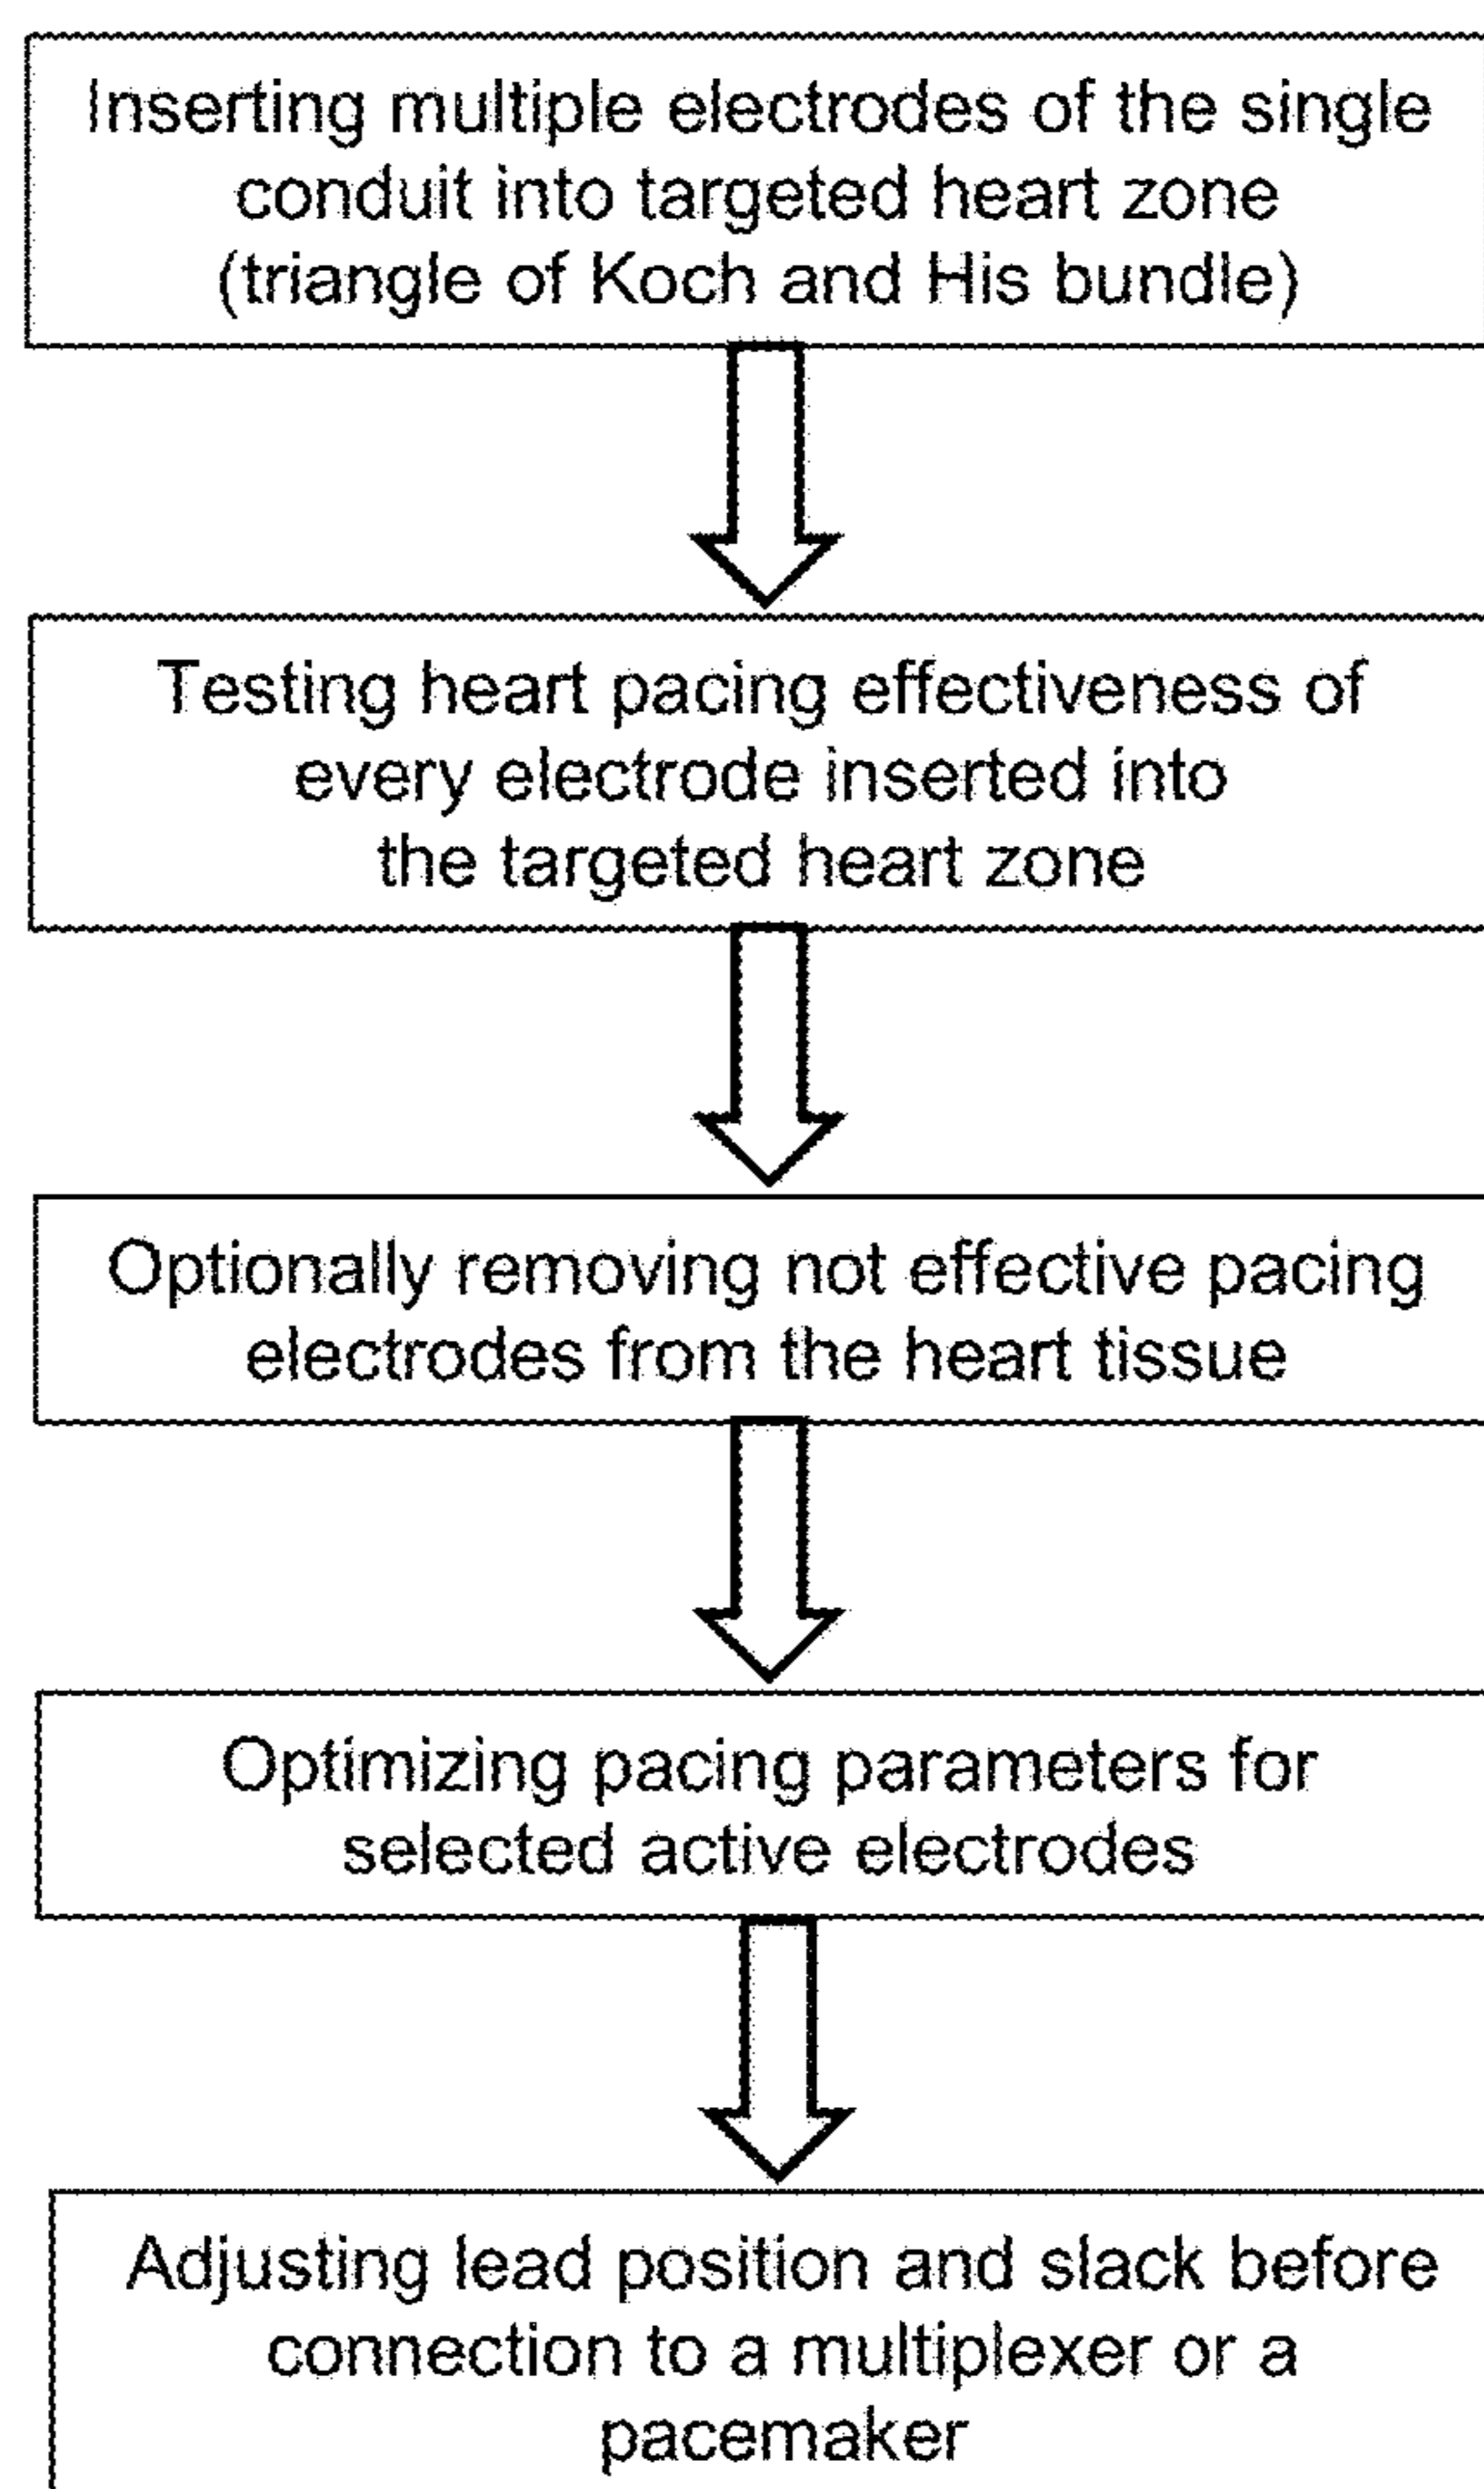 Inserting multiple electrodes of the single
conduit into targeted heart zone
(triangle of Koch and His bundle)
Testing heart pacing effectiveness of
every electrode inserted into
the targeted heart zone
Optionally removing not effective pacing
electrodes from the heart tissue
Optimizing pacing parameters for
selected active electrodes
Adjusting lead position and slack before
connection to a multiplexer or a
pacemaker